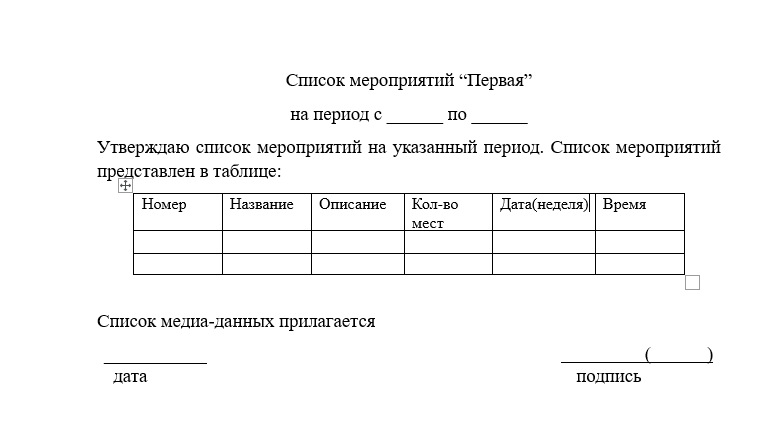 Список мероприятий “Первая”
на период с ______ по ______
Утверждаю список мероприятий на указанный период. Список мероприятий
представлен в таблице:
Номер Название Описание Кол-во мест Дата(неделя) Время
Список медиа-данных прилагается
___________ _________(______)
дата подпись